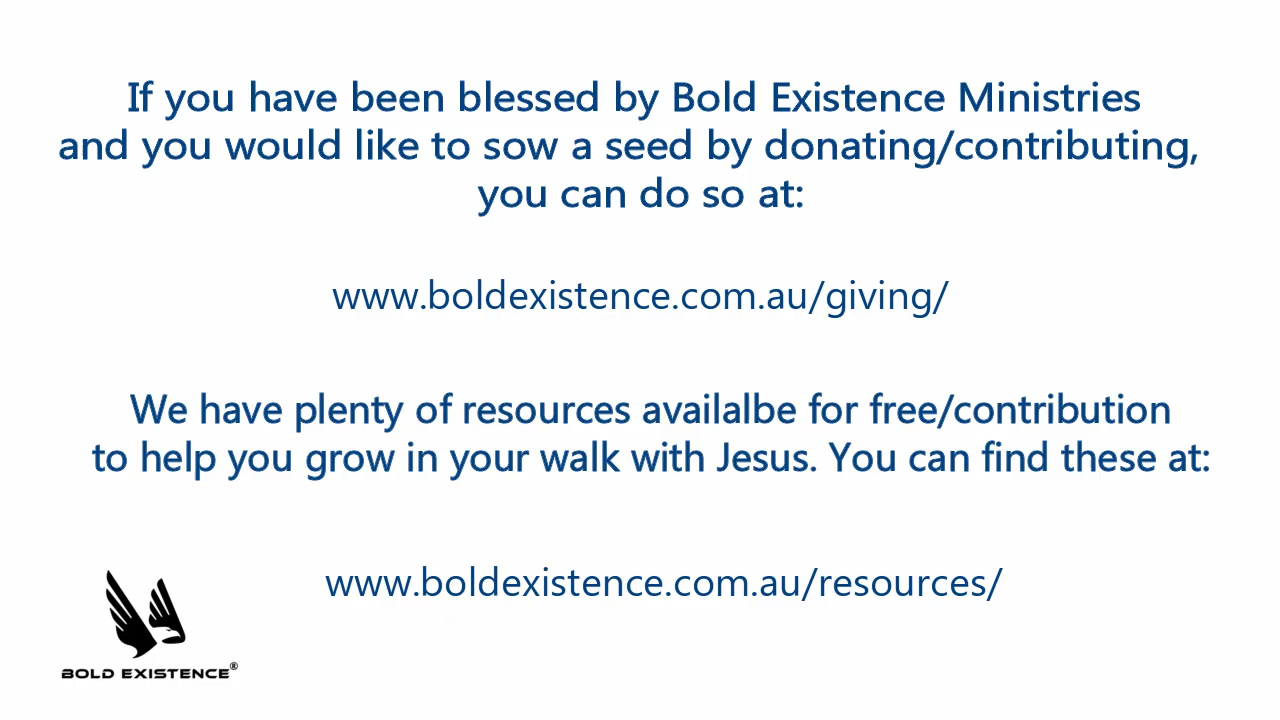 If you have been blessed by Bold Existence Ministries
and you would like to sow a seed by donating/contributing,
you can do so at:
www.boldexistence.com.au/giving/
We have plenty of resources availalbe for free/contribution
to help you grow in your walk with Jesus. You can find these at:
www.boldexistence.com.au/resources/
BOLD EXISTENCE®